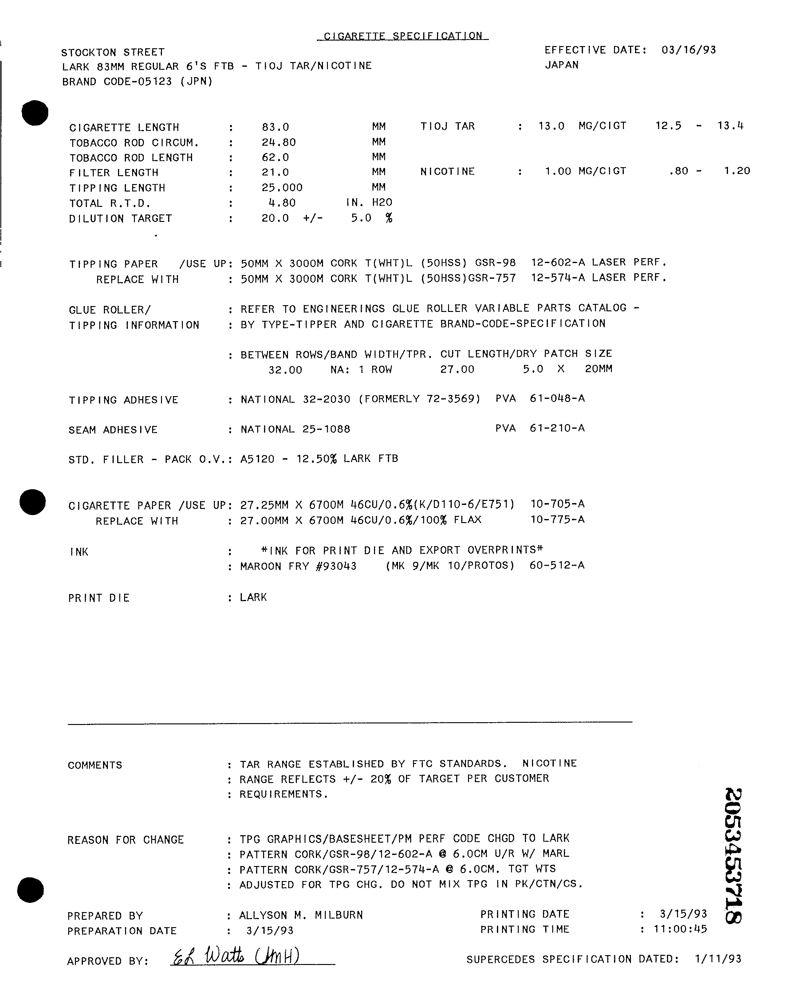 CIGARETTE SPECIFICATION
STOCKTON STREET EFFECTIVE DATE: 03/16/93
LARK 83MM REGULAR 6'S FTB - TIOJ TAR/NICOTINE JAPAN
BRAND CODE-05123 (JPN)
CIGARETTE LENGTH : 83.0 MM TIOJ TAR : 13.0 MG/CIGT 12.5 - 13.4
TOBACCO ROD CIRCUM. : 24.80 MM
TOBACCO ROD LENGTH : 62.0 MM
FILTER LENGTH : 21.0 MM NICOTINE : 1.00 MG/CIGT .80 - 1.20
TIPPING LENGTH : 25.000 MM
TOTAL R.T.D. : 4.80 IN. H2O
DILUTION TARGET : 20.0 +/- 5.0 %
TIPPING PAPER /USE UP: 50MM X 3000M CORK T(WHT)L (50HSS) GSR-98 12-602-A LASER PERF.
REPLACE WITH : 50MM X 3000M CORK T(WHT)L (50HSS)GSR-757 12-574-A LASER PERF.
GLUE ROLLER/ : REFER TO ENGINEERINGS GLUE ROLLER VARIABLE PARTS CATALOG -
TIPPING INFORMATION : BY TYPE-TIPPER AND CIGARETTE BRAND-CODE-SPECIFICATION
: BETWEEN ROWS/BAND WIDTH/TPR. CUT LENGTH/DRY PATCH SIZE
32.00 NA: 1 ROW 27.00 5.0 X 20MM
TIPPING ADHESIVE : NATIONAL 32-2030 (FORMERLY 72-3569) PVA 61-048-A
SEAM ADHESIVE : NATIONAL 25-1088 PVA 61-210-A
STD. FILLER - PACK O.V.: A5120 - 12.50% LARK FTB
CIGARETTE PAPER /USE UP: 27.25MM X 6700M 46CU/0.6%(K/D110-6/E751) 10-705-A
REPLACE WITH : 27.00MM X 6700M 46CU/0.6%/100% FLAX 10-775-A
INK : *INK FOR PRINT DIE AND EXPORT OVERPRINTS*
: MAROON FRY #93043 (MK 9/MK 10/PROTOS) 60-512-A
PRINT DIE : LARK
COMMENTS : TAR RANGE ESTABLISHED BY FTC STANDARDS. NICOTINE
: RANGE REFLECTS +/- 20% OF TARGET PER CUSTOMER
: REQUIREMENTS.
REASON FOR CHANGE : TPG GRAPHICS/BASESHEET/PM PERF CODE CHGD TO LARK
: PATTERN CORK/GSR-98/12-602-A @ 6.0CM U/R W/ MARL
: PATTERN CORK/GSR-757/12-574-A @ 6.0CM. TGT WTS
: ADJUSTED FOR TPG CHG. DO NOT MIX TPG IN PK/CTN/CS.
PREPARED BY : ALLYSON M. MILBURN PRINTING DATE : 3/15/93
PREPARATION DATE : 3/15/93 PRINTING TIME : 11:00:45
APPROVED BY: EL Watts (JMH) SUPERCEDES SPECIFICATION DATED: 1/11/93
2053453718